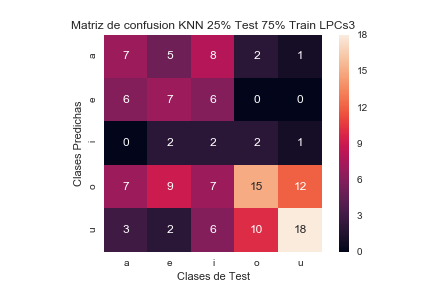 Matriz de confusion KNN 25% Test 75% Train LPCs3
a 7 5 8 2 1
e 6 7 6 0 0
i 0 2 2 2 1
o 7 9 7 15 12
u 3 2 6 10 18
a e i o u
Clases de Test
Clases Predichas
18
15
12
9
6
3
0